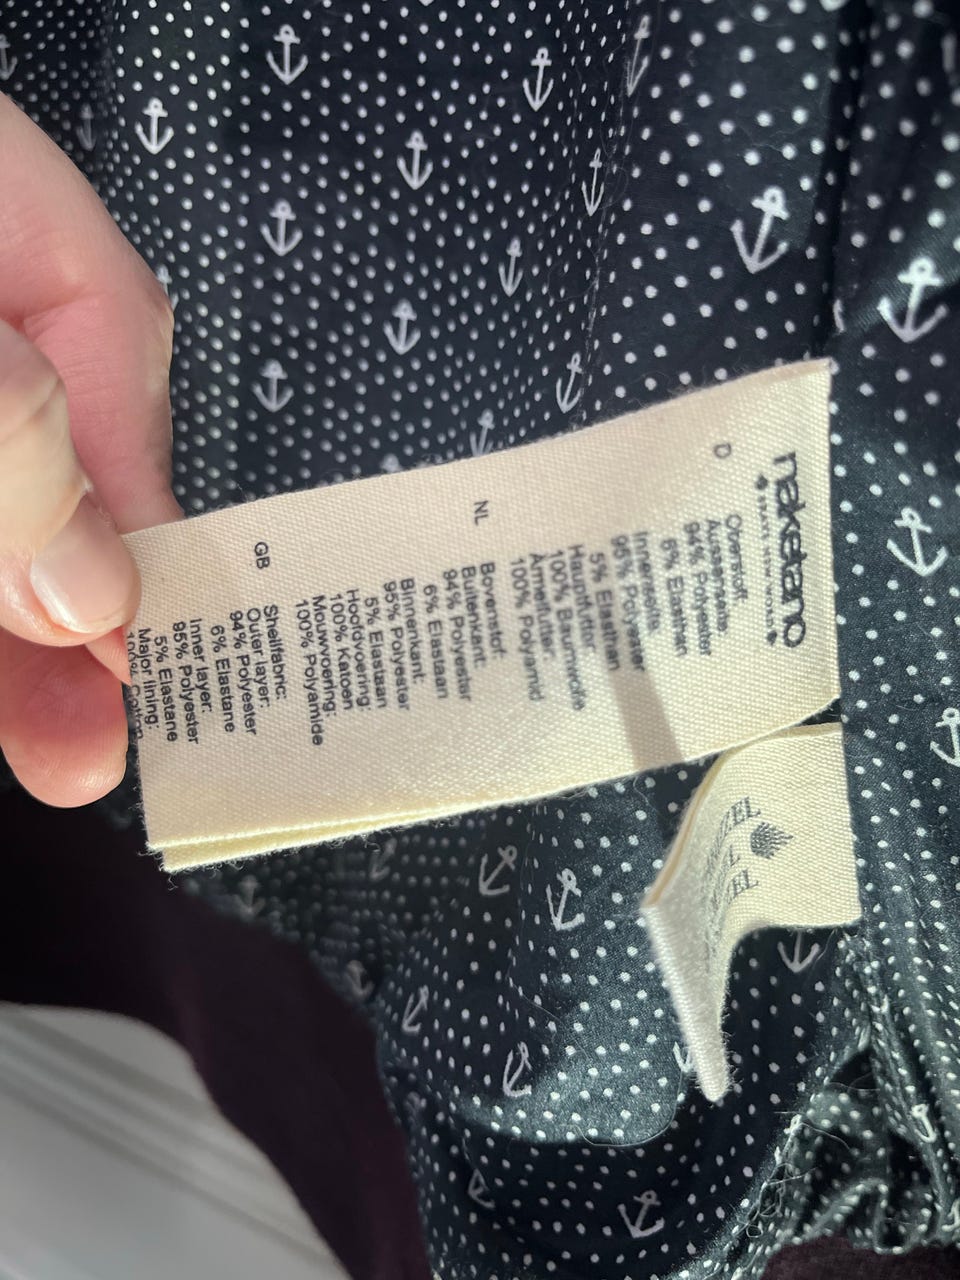 naketano
D
Oberstoff:
Aussenseite:
94% Polyester
6% Elasthan
Innenseite:
95% Polyester
5% Elasthan
Hauptfutter:
100% Baumwolle
Ärmelfutter:
100% Polyamid
NL
Bovenstof:
Buitenkant:
94% Polyester
6% Elastaan
Binnenkant:
95% Polyester
5% Elastaan
Hoofdvoering:
100% Katoen
Mouwvoering:
100% Polyamide
GB
Shellfabric:
Outer layer:
94% Polyester
6% Elastane
Inner layer:
95% Polyester
5% Elastane
Major lining:
100% Cotton